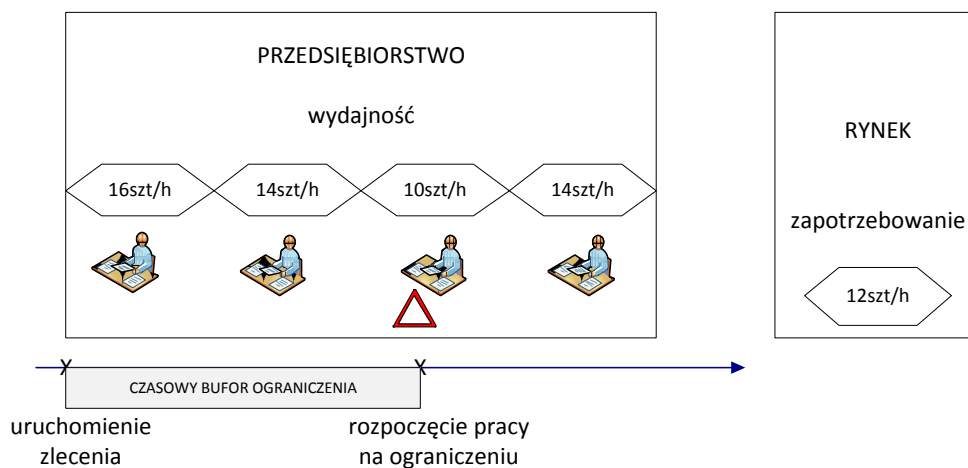 PRZEDSIĘBIORSTWO
wydajność
16szt/h
14szt/h
10szt/h
14szt/h
RYNEK
zapotrzebowanie
12szt/h
X
X
CZASOWY BUFOR OGRANICZENIA
uruchomienie
zlecenia
rozpoczęcie pracy
na ograniczeniu